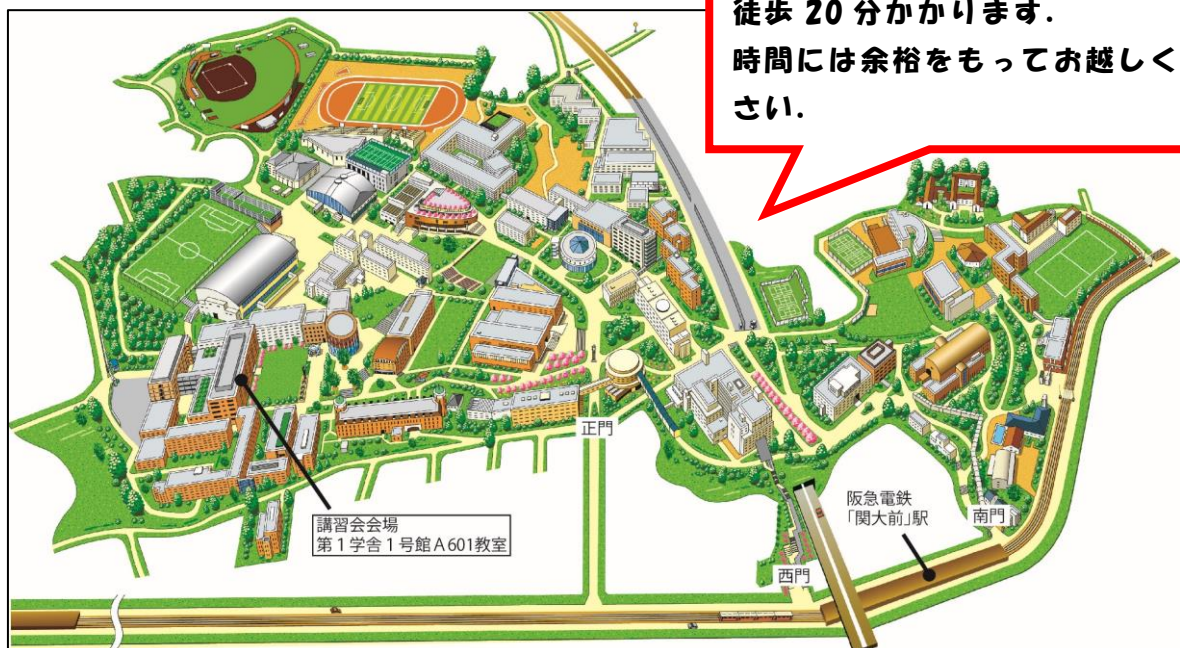 徒歩 20 分かかります．
時間には余裕をもってお越しく
さい．
正門
講習会会場
第１学舎１号館Ａ601教室
阪急電鉄
「関大前」駅
南門
西門